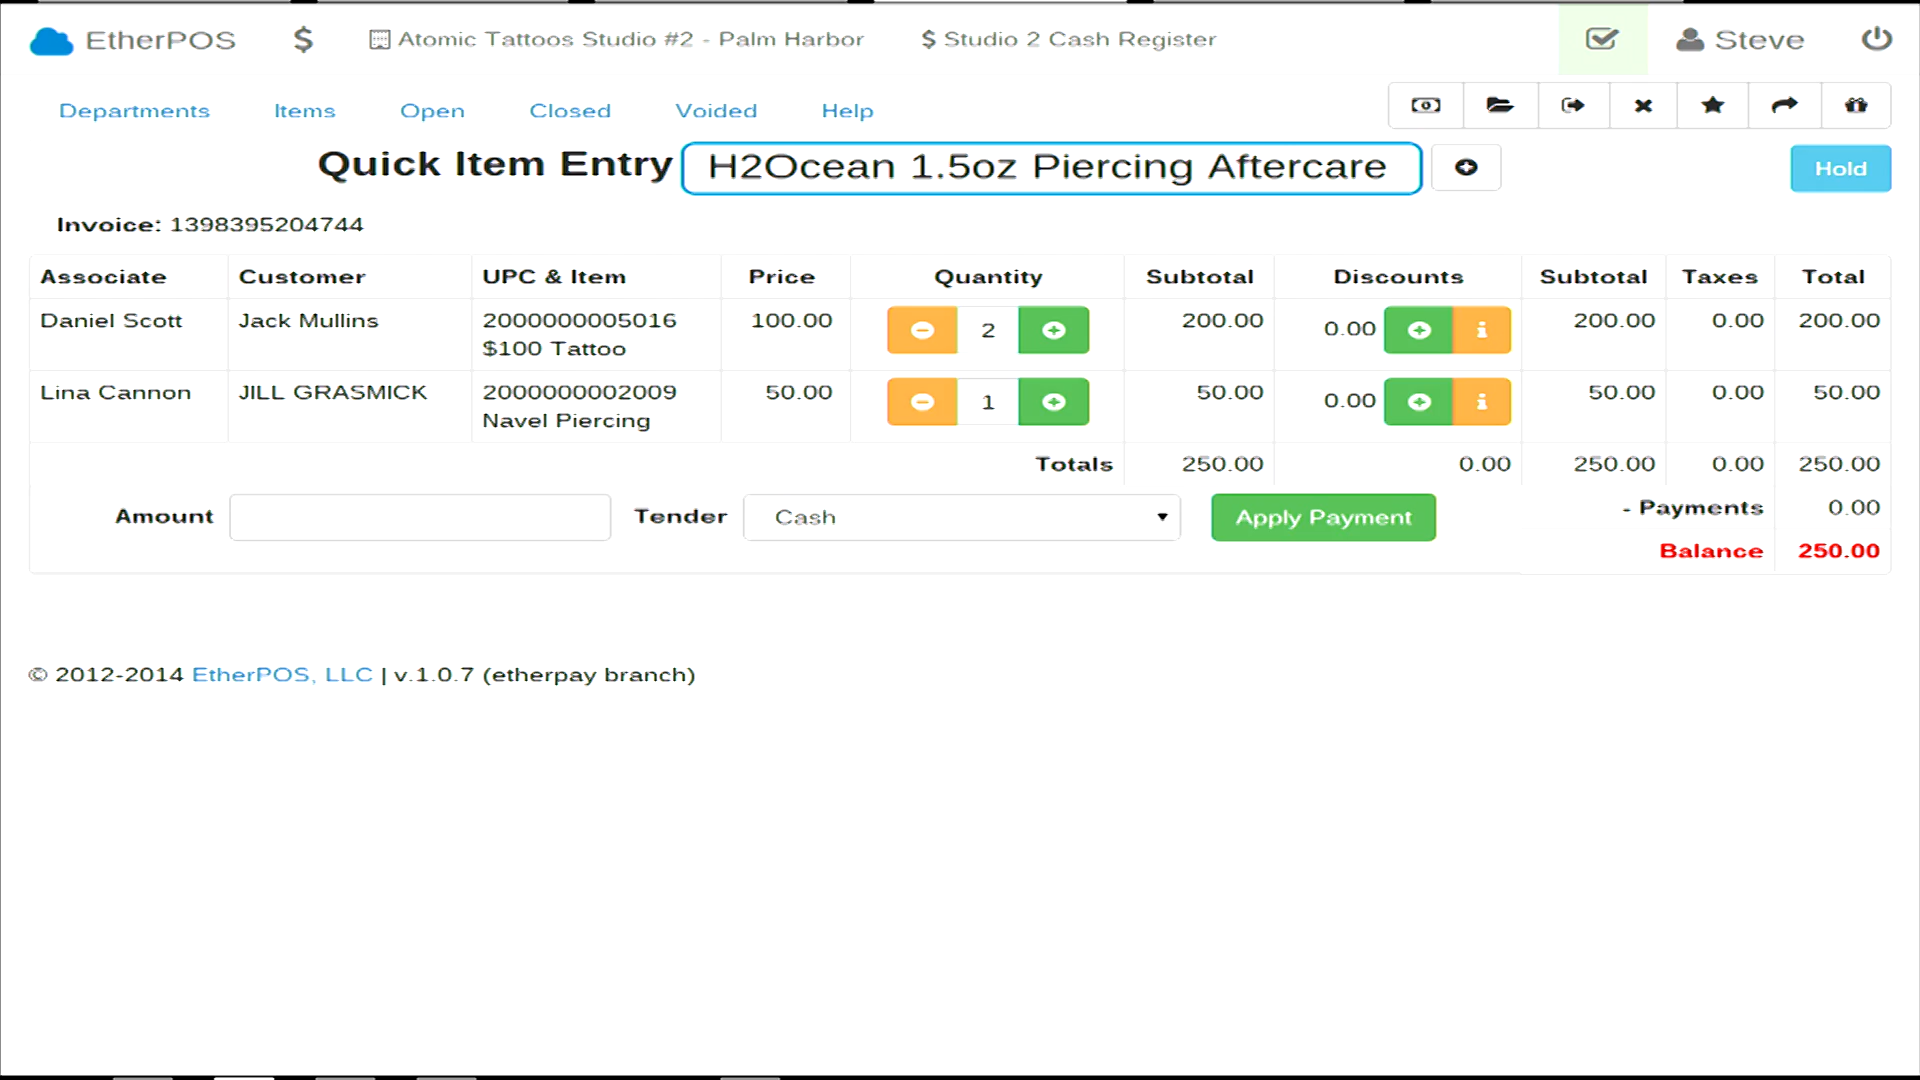 EtherPOS $ Atomic Tattoos Studio #2 - Palm Harbor $ Studio 2 Cash Register Steve
Departments Items Open Closed Voided Help
Quick Item Entry H2Ocean 1.5oz Piercing Aftercare Hold
Invoice: 1398395204744
Associate Customer UPC & Item Price Quantity Subtotal Discounts Subtotal Taxes Total
Daniel Scott Jack Mullins 2000000005016 100.00 2 200.00 0.00 200.00 0.00 200.00
$100 Tattoo
Lina Cannon JILL GRASMICK 2000000002009 50.00 1 50.00 0.00 50.00 0.00 50.00
Navel Piercing
Totals 250.00 0.00 250.00 0.00 250.00
Amount Tender Cash Apply Payment - Payments 0.00
Balance 250.00
© 2012-2014 EtherPOS, LLC | v.1.0.7 (etherpay branch)